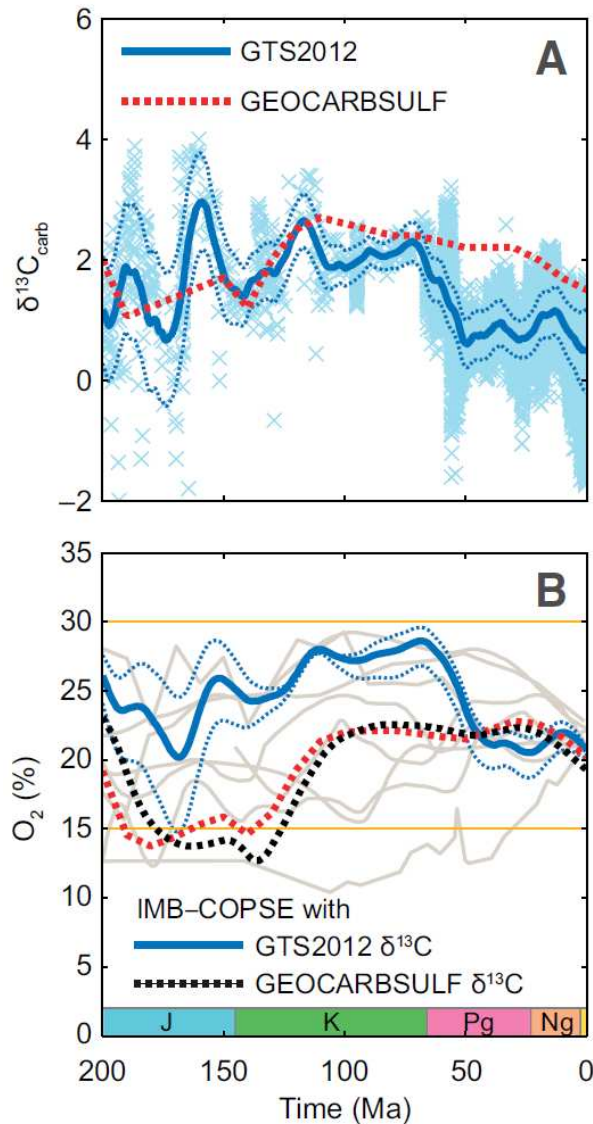 6
A
GTS2012
GEOCARBSULF
4
2
0
−2
δ¹³C_carb
35
B
30
25
20
15
10
5
0
O₂ (%)
IMB–COPSE with
GTS2012 δ¹³C
GEOCARBSULF δ¹³C
J K Pg Ng
200 150 100 50 0
Time (Ma)